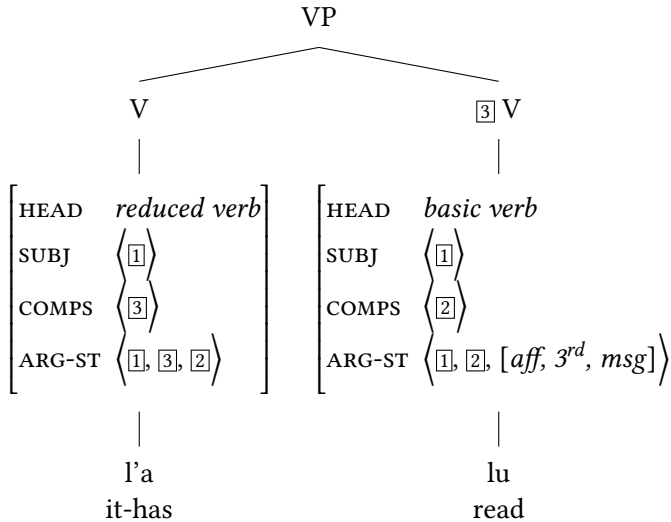 VP
V 3 V
HEAD reduced verb HEAD basic verb
SUBJ ⟨1⟩ SUBJ ⟨1⟩
COMPS ⟨3⟩ COMPS ⟨2⟩
ARG-ST ⟨1, 3, 2⟩ ARG-ST ⟨1, 2, [aff, 3rd, msg]⟩
l'a lu
it-has read